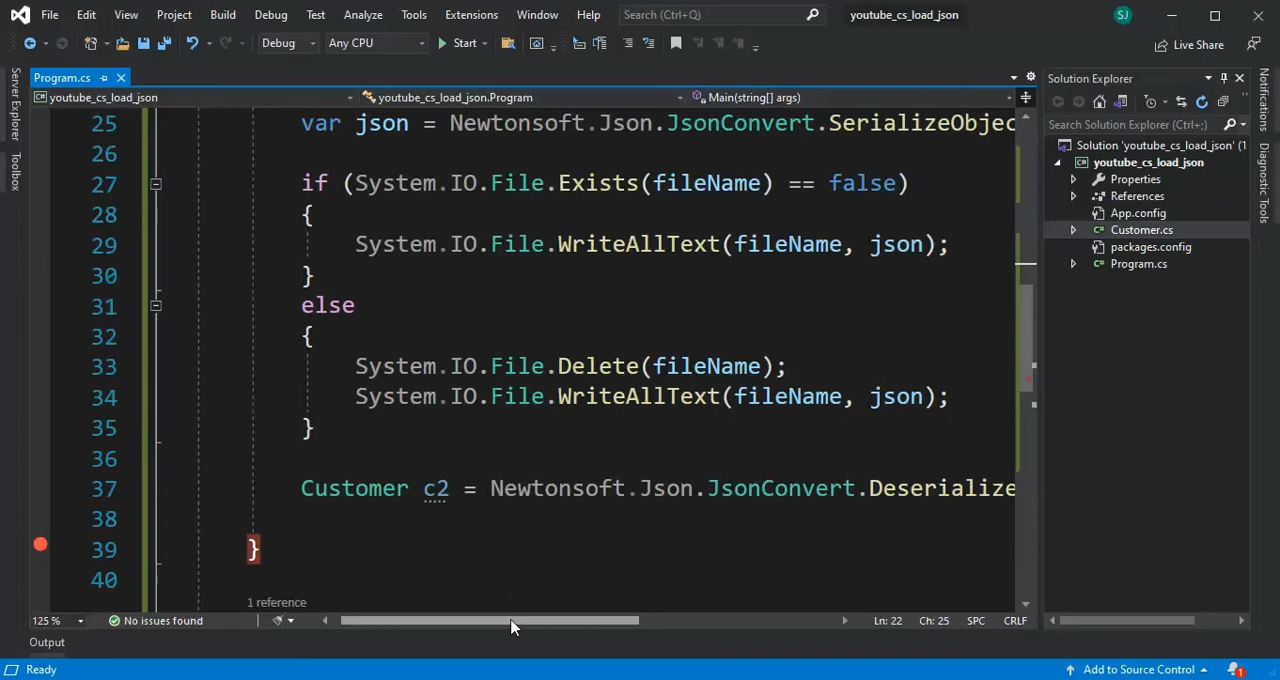 File Edit View Project Build Debug Test Analyze Tools Extensions Window Help Search (Ctrl+Q) youtube_cs_load_json SJ
Debug Any CPU Start Live Share
Program.cs Solution Explorer
youtube_cs_load_json youtube_cs_load_json.Program Main(string[] args)
Server Explorer
Toolbox
25 var json = Newtonsoft.Json.JsonConvert.SerializeObjec
26
27 if (System.IO.File.Exists(fileName) == false)
28 {
29 System.IO.File.WriteAllText(fileName, json);
30 }
31 else
32 {
33 System.IO.File.Delete(fileName);
34 System.IO.File.WriteAllText(fileName, json);
35 }
36
37 Customer c2 = Newtonsoft.Json.JsonConvert.Deserialize
38
39 }
40
1 reference
125 % No issues found Ln: 22 Ch: 25 SPC CRLF
Search Solution Explorer (Ctrl+;)
Solution 'youtube_cs_load_json' (1
youtube_cs_load_json
Properties
References
App.config
Customer.cs
packages.config
Program.cs
Notifications
Diagnostic Tools
Output
Ready Add to Source Control 1